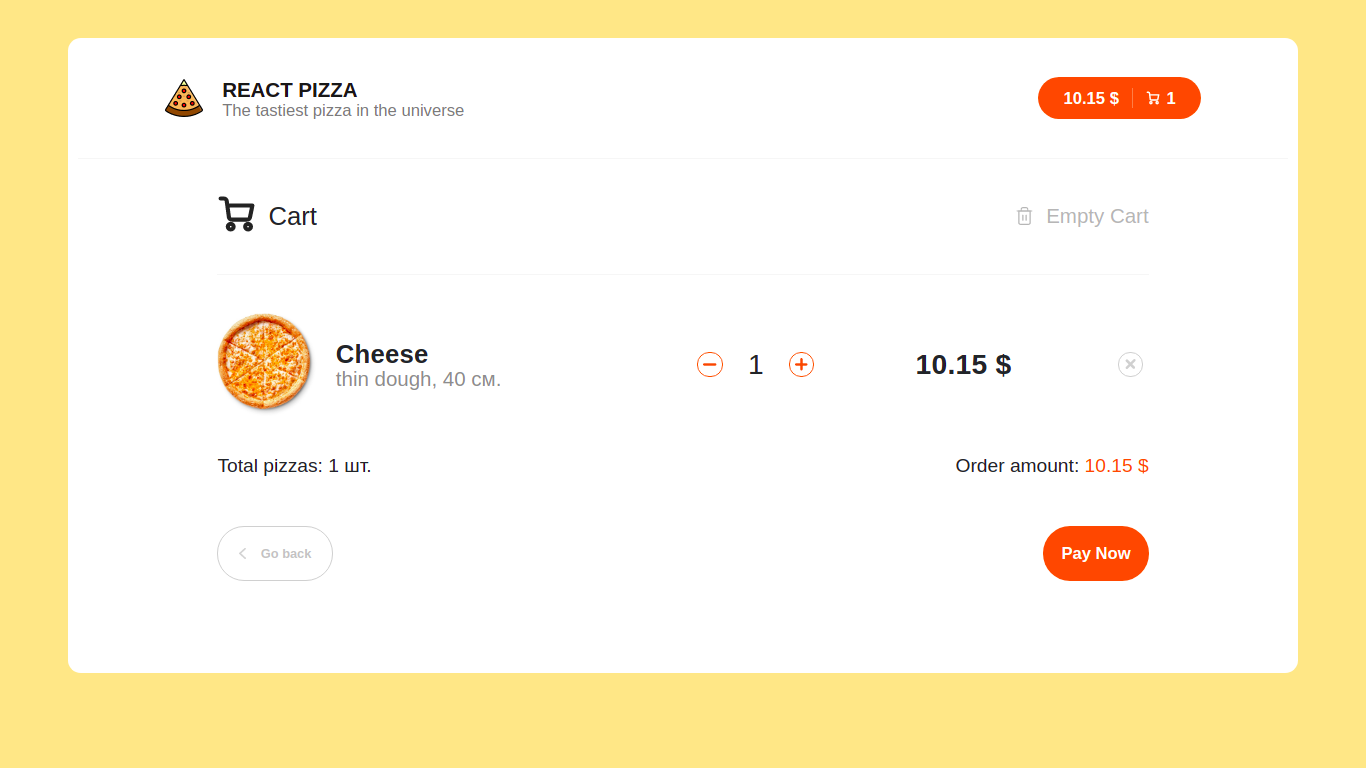 REACT PIZZA
The tastiest pizza in the universe
10.15 $ 1
Cart
Empty Cart
Cheese
thin dough, 40 см.
1
10.15 $
Total pizzas: 1 шт.
Order amount: 10.15 $
Go back
Pay Now